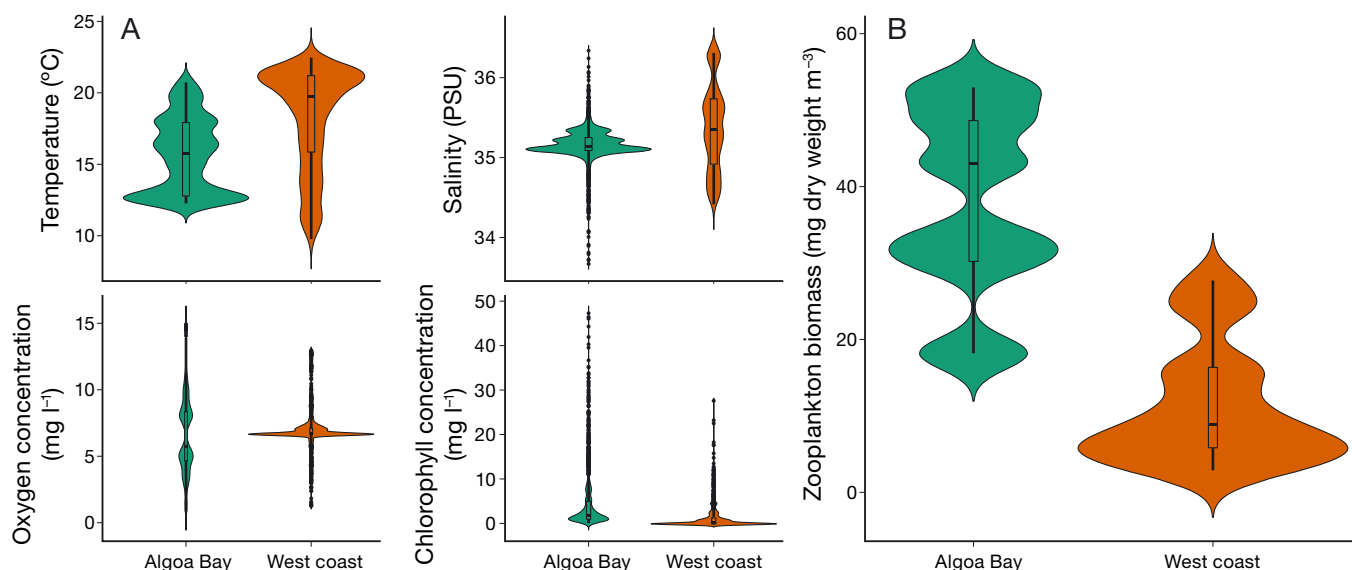 A
Temperature (ºC)
25
20
15
10
Salinity (PSU)
36
35
34
Oxygen concentration
(mg l⁻¹)
15
10
5
0
Algoa Bay West coast
Chlorophyll concentration
(mg l⁻¹)
50
40
30
20
10
0
Algoa Bay West coast
B
Zooplankton biomass (mg dry weight m⁻³)
60
40
20
0
Algoa Bay West coast